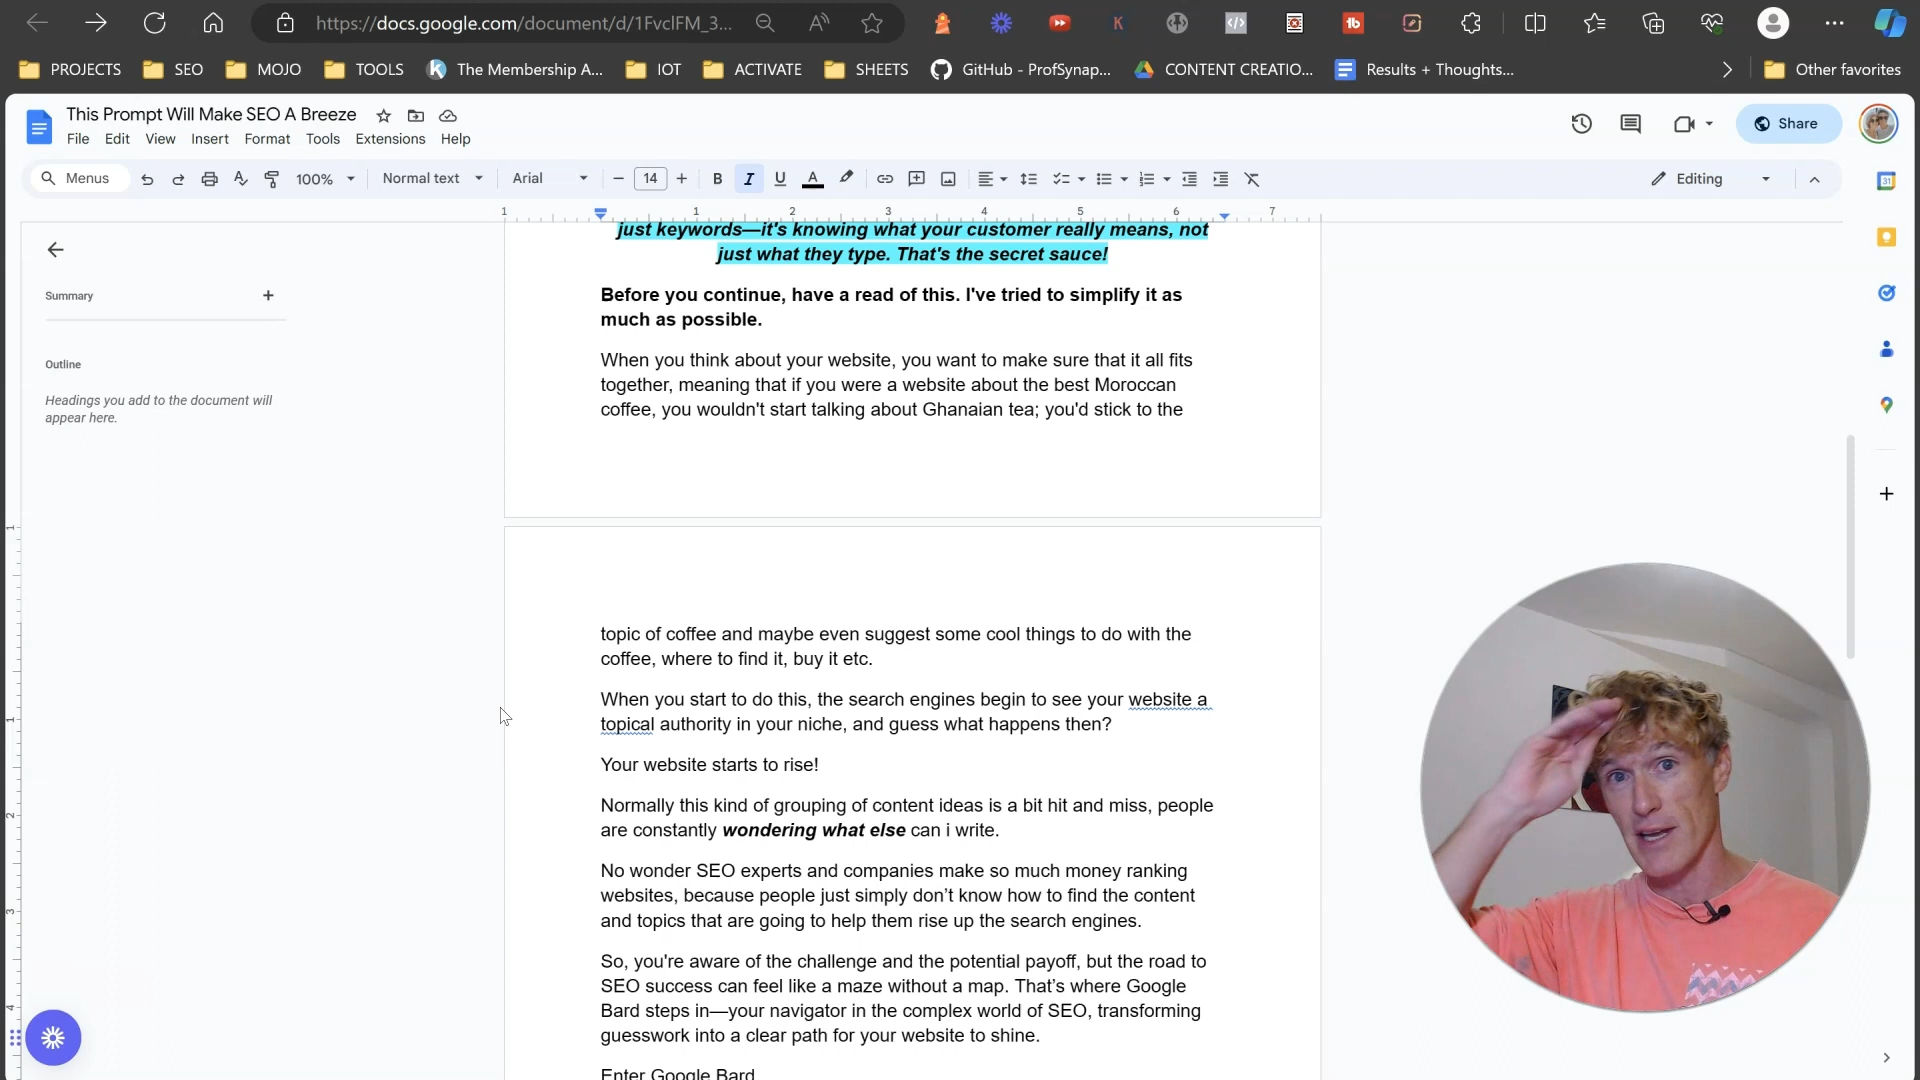 https://docs.google.com/document/d/1FvclFM_3...
PROJECTS
SEO
MOJO
TOOLS
The Membership A...
IOT
ACTIVATE
SHEETS
GitHub - ProfSynap...
CONTENT CREATIO...
Results + Thoughts...
Other favorites
This Prompt Will Make SEO A Breeze
Share
File Edit View Insert Format Tools Extensions Help
Menus
100%
Normal text
Arial
14
Editing
1 1 2 3 4 5 6 7
just keywords—it's knowing what your customer really means, not
just what they type. That's the secret sauce!
Summary
Before you continue, have a read of this. I've tried to simplify it as
much as possible.
Outline
Headings you add to the document will
appear here.
When you think about your website, you want to make sure that it all fits
together, meaning that if you were a website about the best Moroccan
coffee, you wouldn't start talking about Ghanaian tea; you'd stick to the
topic of coffee and maybe even suggest some cool things to do with the
coffee, where to find it, buy it etc.
When you start to do this, the search engines begin to see your website a
topical authority in your niche, and guess what happens then?
Your website starts to rise!
Normally this kind of grouping of content ideas is a bit hit and miss, people
are constantly wondering what else can i write.
No wonder SEO experts and companies make so much money ranking
websites, because people just simply don’t know how to find the content
and topics that are going to help them rise up the search engines.
So, you're aware of the challenge and the potential payoff, but the road to
SEO success can feel like a maze without a map. That’s where Google
Bard steps in—your navigator in the complex world of SEO, transforming
guesswork into a clear path for your website to shine.
Enter Google Bard